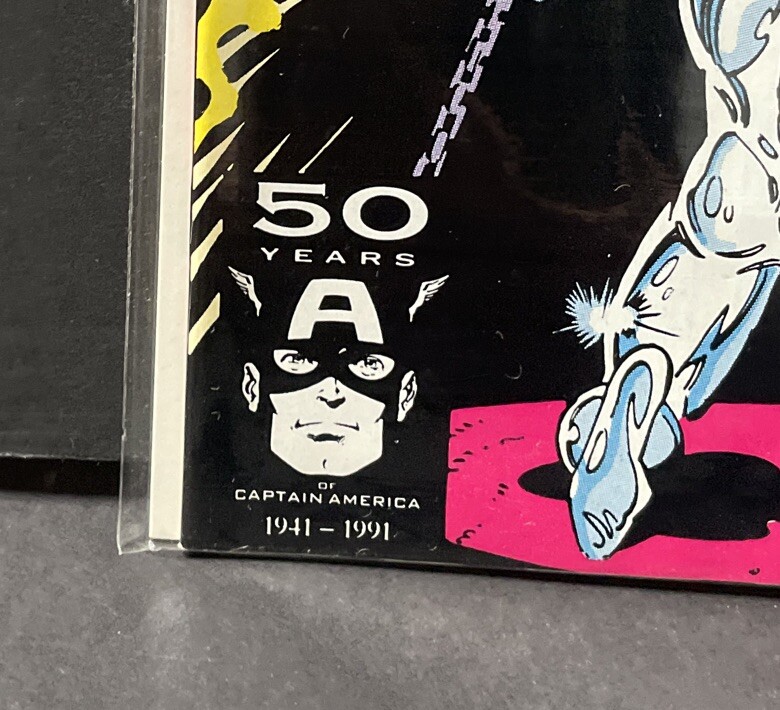 50
YEARS
A
OF
CAPTAIN AMERICA
1941 – 1991